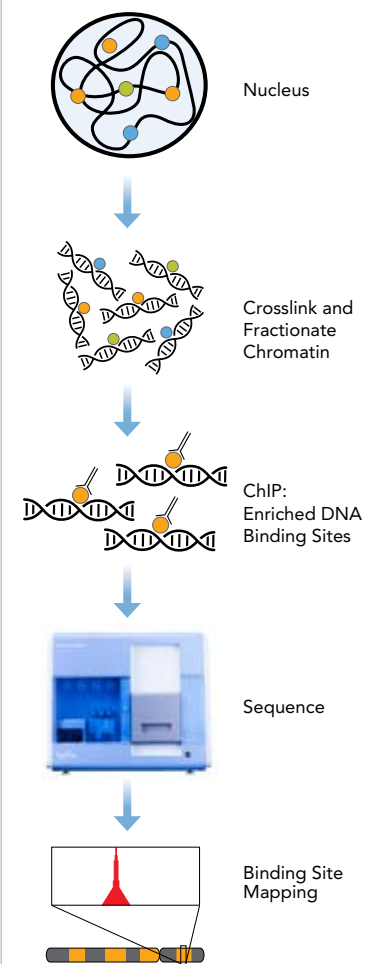 Nucleus
Crosslink and
Fractionate
Chromatin
ChIP:
Enriched DNA
Binding Sites
Sequence
Binding Site
Mapping